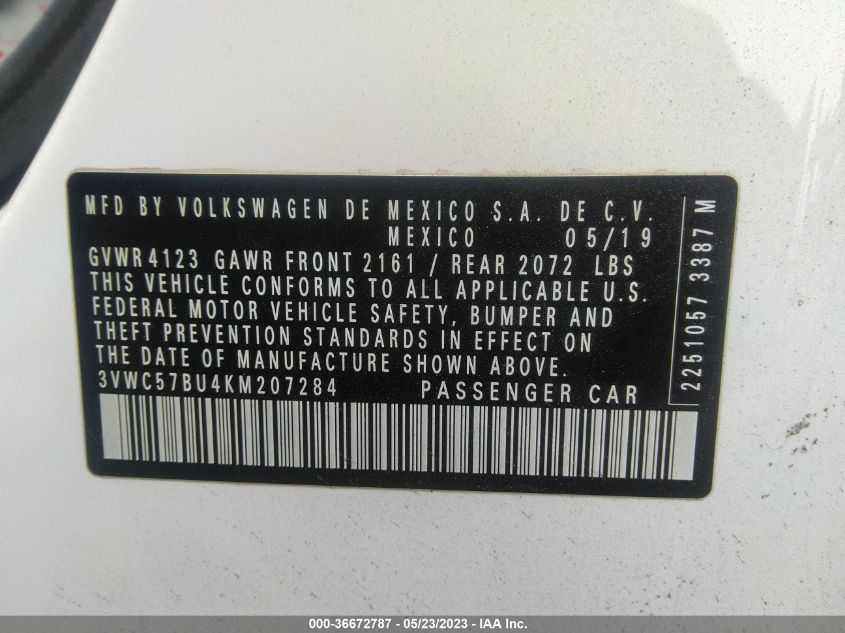 MFD BY VOLKSWAGEN DE MEXICO S.A. DE C.V.
MEXICO 05/19
GVWR 4123 GAWR FRONT 2161 / REAR 2072 LBS
THIS VEHICLE CONFORMS TO ALL APPLICABLE U.S.
FEDERAL MOTOR VEHICLE SAFETY, BUMPER AND
THEFT PREVENTION STANDARDS IN EFFECT ON
THE DATE OF MANUFACTURE SHOWN ABOVE.
3VWC57BU4KM207284 PASSENGER CAR
2251057 3387 M
000-36672787 - 05/23/2023 - IAA Inc.